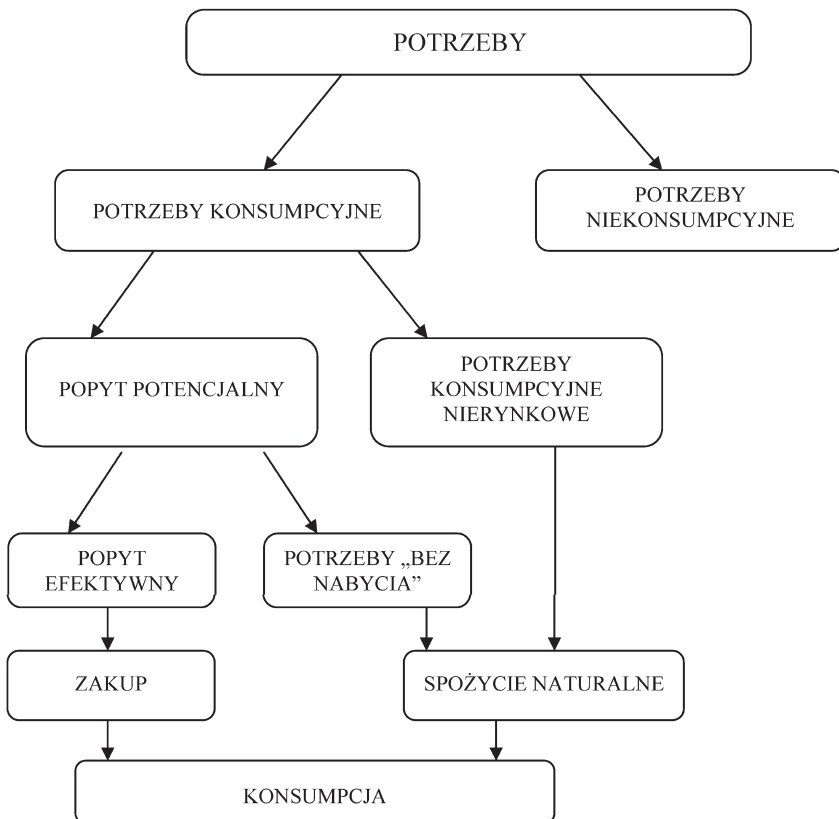 POTRZEBY
POTRZEBY KONSUMPCYJNE
POTRZEBY
NIEKONSUMPCYJNE
POPYT POTENCJALNY
POTRZEBY
KONSUMPCYJNE
NIERYNKOWE
POPYT
EFEKTYWNY
POTRZEBY „BEZ
NABYCIA”
ZAKUP
SPOŻYCIE NATURALNE
KONSUMPCJA